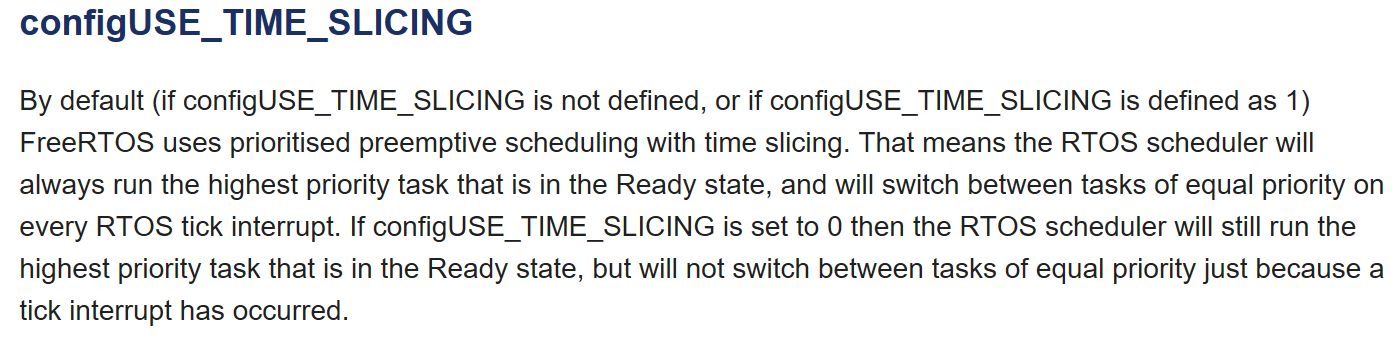 configUSE_TIME_SLICING
By default (if configUSE_TIME_SLICING is not defined, or if configUSE_TIME_SLICING is defined as 1)
FreeRTOS uses prioritised preemptive scheduling with time slicing. That means the RTOS scheduler will
always run the highest priority task that is in the Ready state, and will switch between tasks of equal priority on
every RTOS tick interrupt. If configUSE_TIME_SLICING is set to 0 then the RTOS scheduler will still run the
highest priority task that is in the Ready state, but will not switch between tasks of equal priority just because a
tick interrupt has occurred.